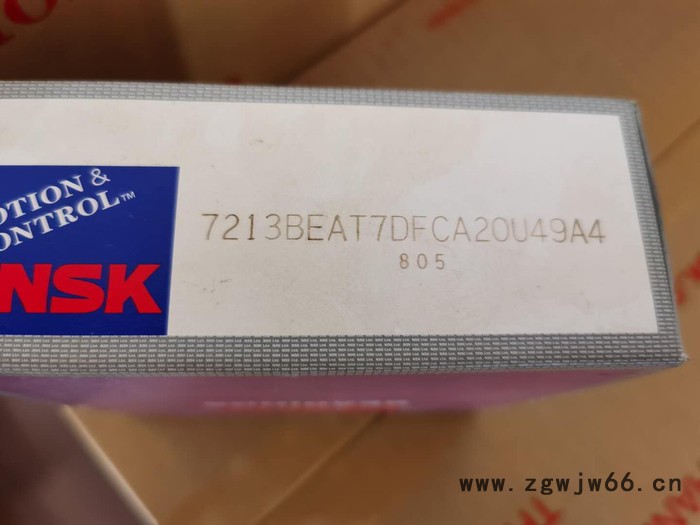 OTION &
ONTROL™
NSK
7213BEAT7DFCA20U49A4
805
www.zgwjw66.cn